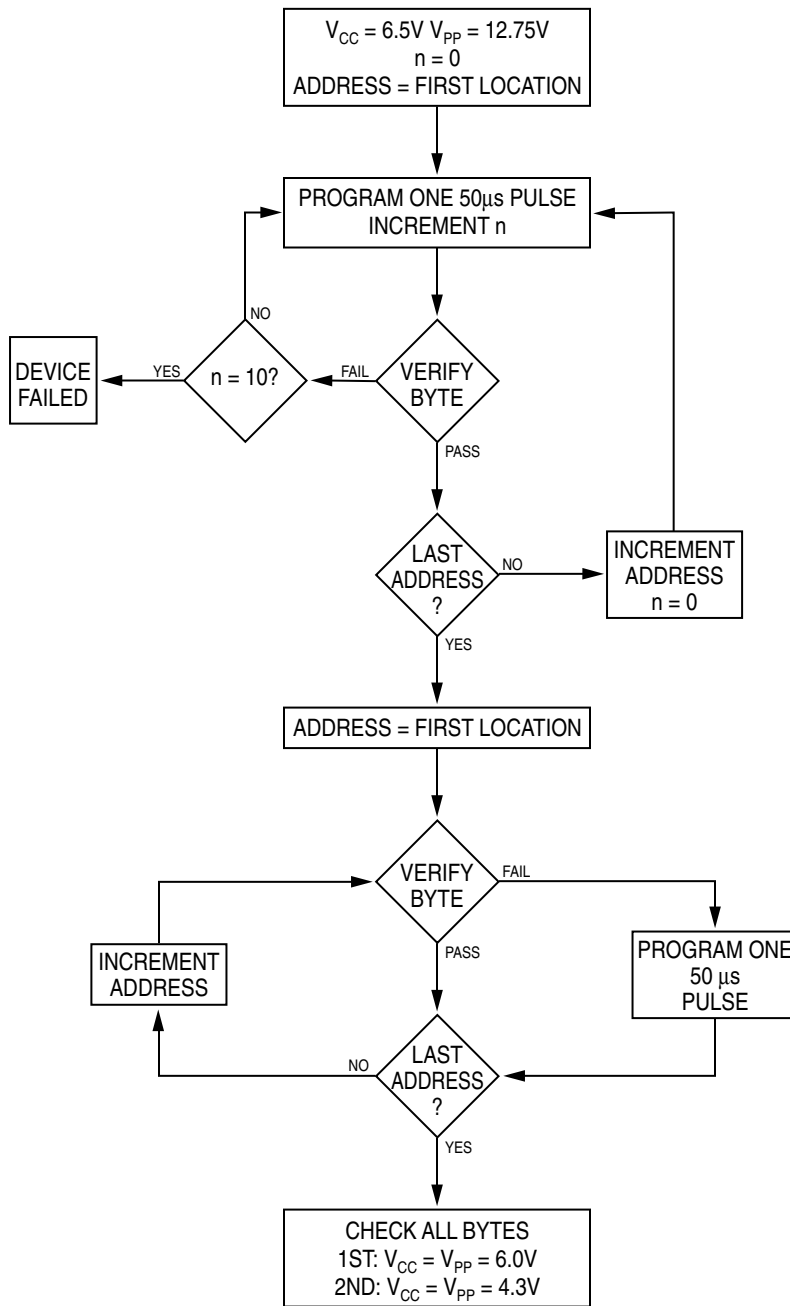 V_CC = 6.5V V_PP = 12.75V
n = 0
ADDRESS = FIRST LOCATION
PROGRAM ONE 50μs PULSE
INCREMENT n
NO
DEVICE
FAILED
YES
n = 10?
FAIL
VERIFY
BYTE
PASS
LAST
ADDRESS
?
NO
INCREMENT
ADDRESS
n = 0
YES
ADDRESS = FIRST LOCATION
VERIFY
BYTE
FAIL
PASS
INCREMENT
ADDRESS
PROGRAM ONE
50 μs
PULSE
NO
LAST
ADDRESS
?
YES
CHECK ALL BYTES
1ST: V_CC = V_PP = 6.0V
2ND: V_CC = V_PP = 4.3V